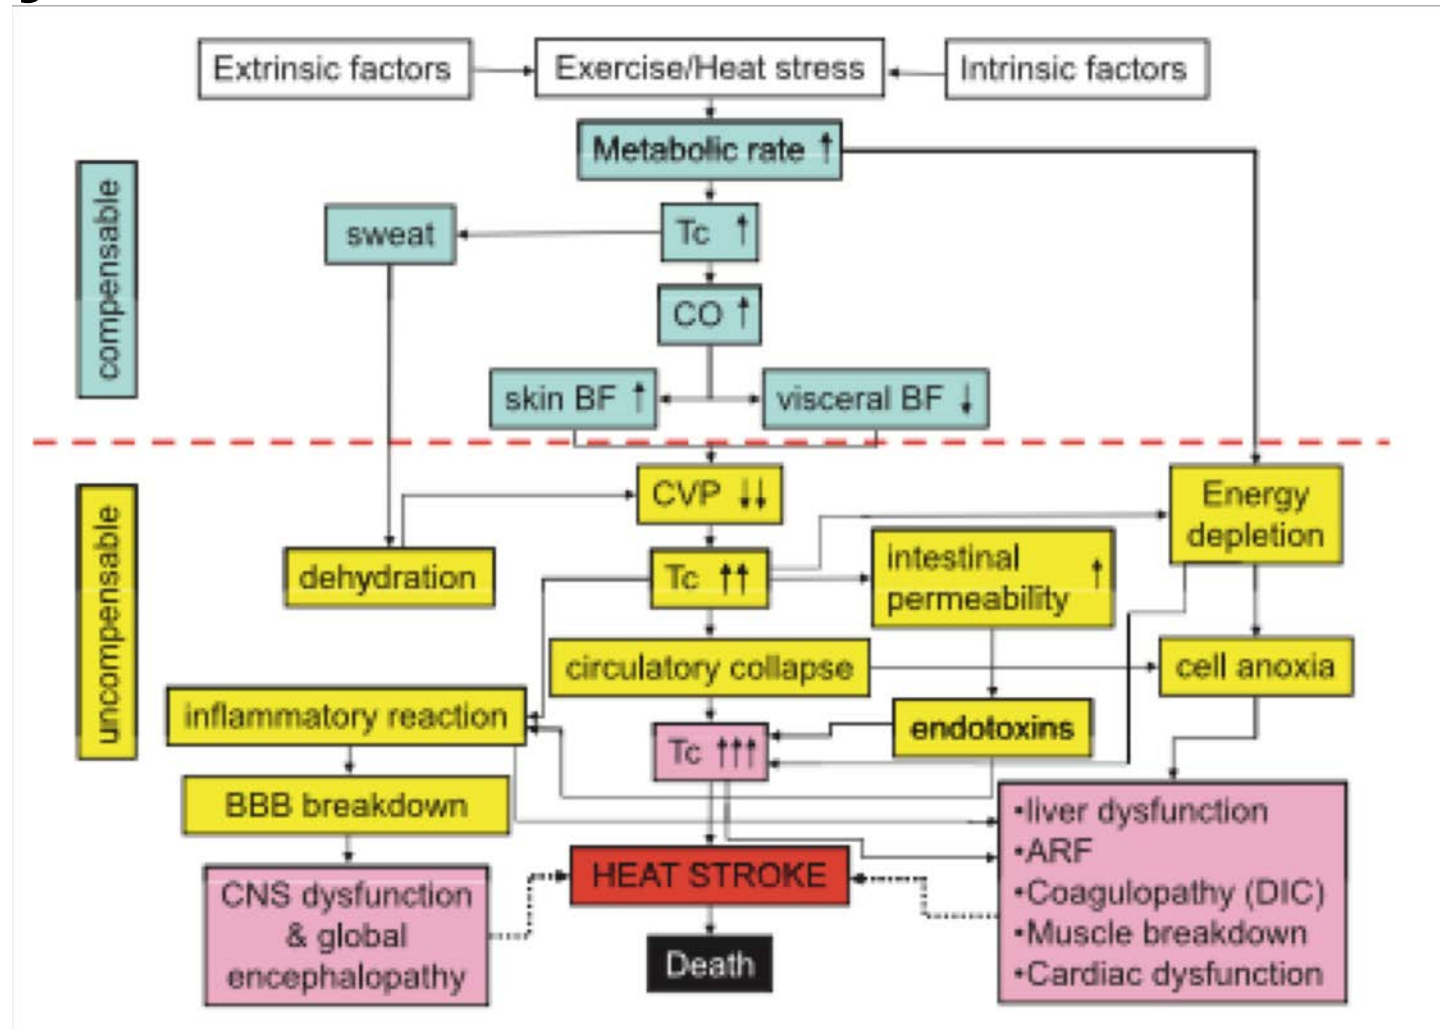 Extrinsic factors
Exercise/Heat stress
Intrinsic factors
Metabolic rate ↑
compensable
sweat
Tc ↑
CO ↑
skin BF ↑
visceral BF ↓
uncompensable
CVP ↓↓
Energy
depletion
dehydration
Tc ↑↑
intestinal
permeability ↑
circulatory collapse
cell anoxia
inflammatory reaction
endotoxins
Tc ↑↑↑
BBB breakdown
•liver dysfunction
•ARF
•Coagulopathy (DIC)
•Muscle breakdown
•Cardiac dysfunction
HEAT STROKE
CNS dysfunction
& global
encephalopathy
Death